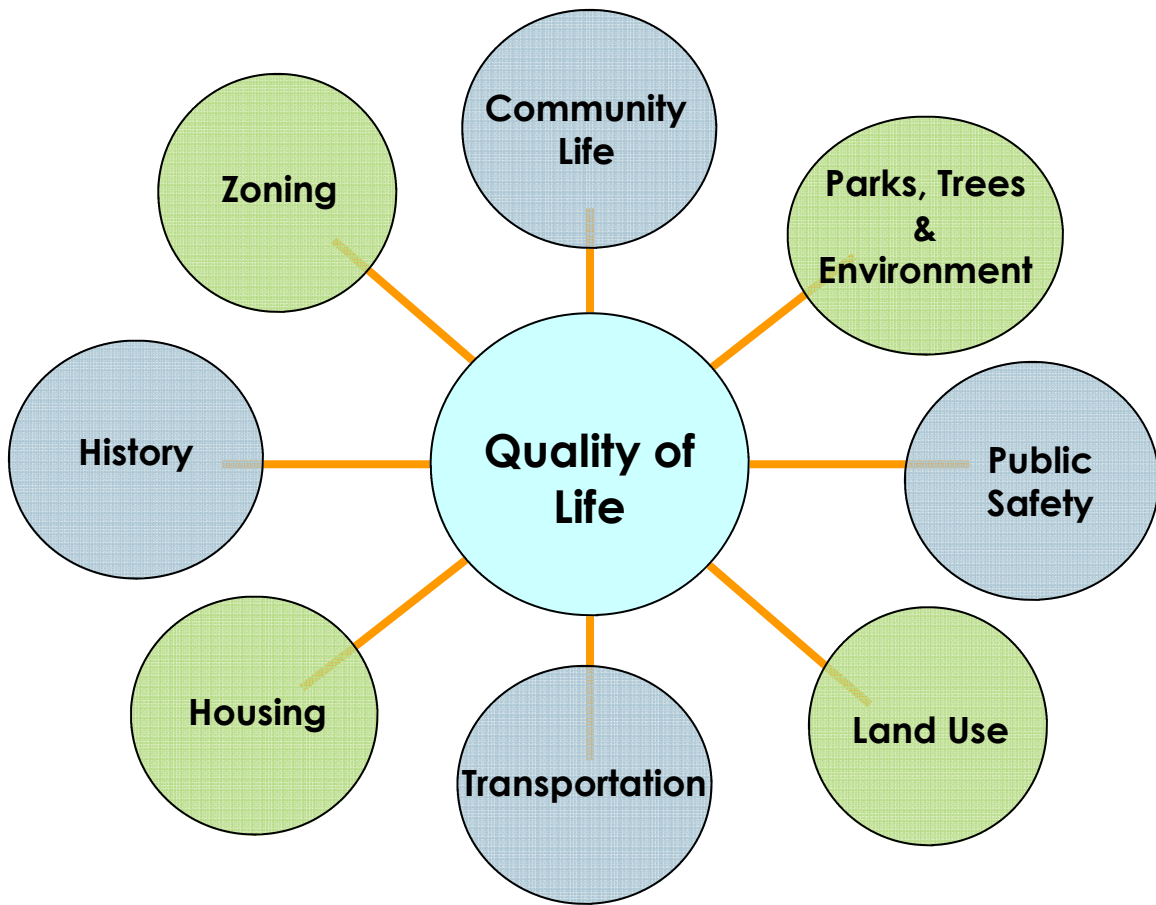 Community
Life
Zoning
Parks, Trees
&
Environment
History
Quality of
Life
Public
Safety
Housing
Land Use
Transportation